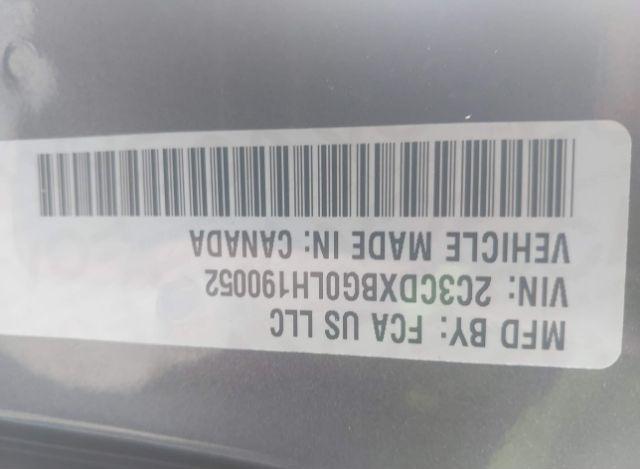 MFD BY: FCA US LLC
VIN: 2C3CDXBG0LH190052
VEHICLE MADE IN: CANADA